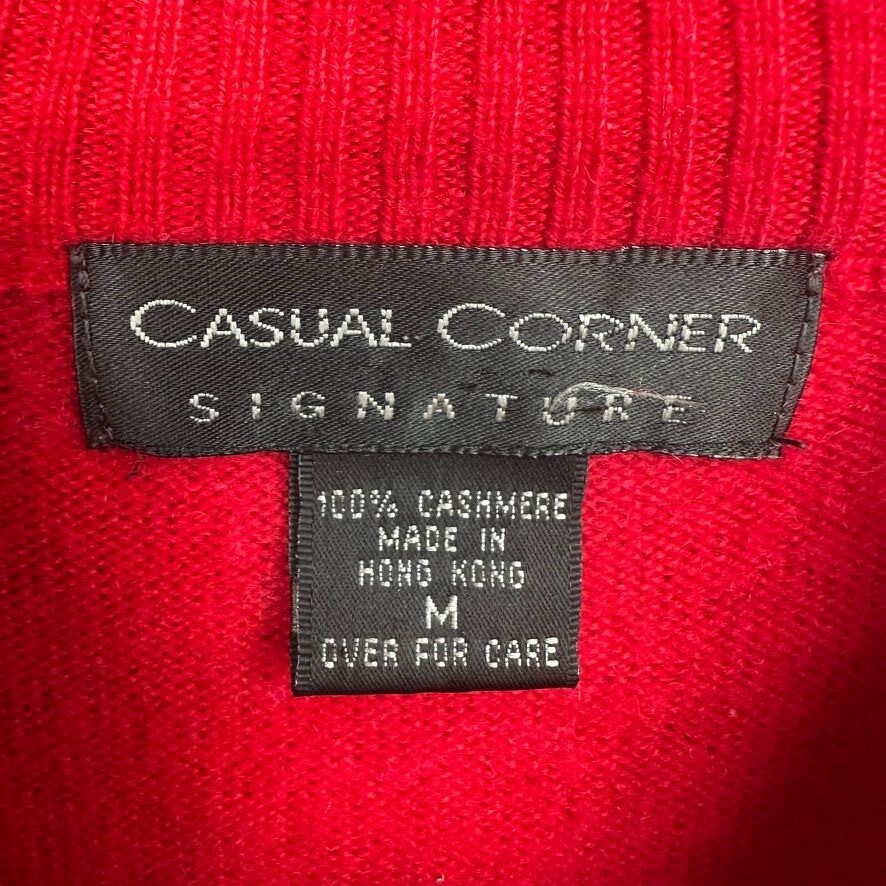 CASUAL CORNER
SIGNATURE
100% CASHMERE
MADE IN
HONG KONG
M
OVER FOR CARE